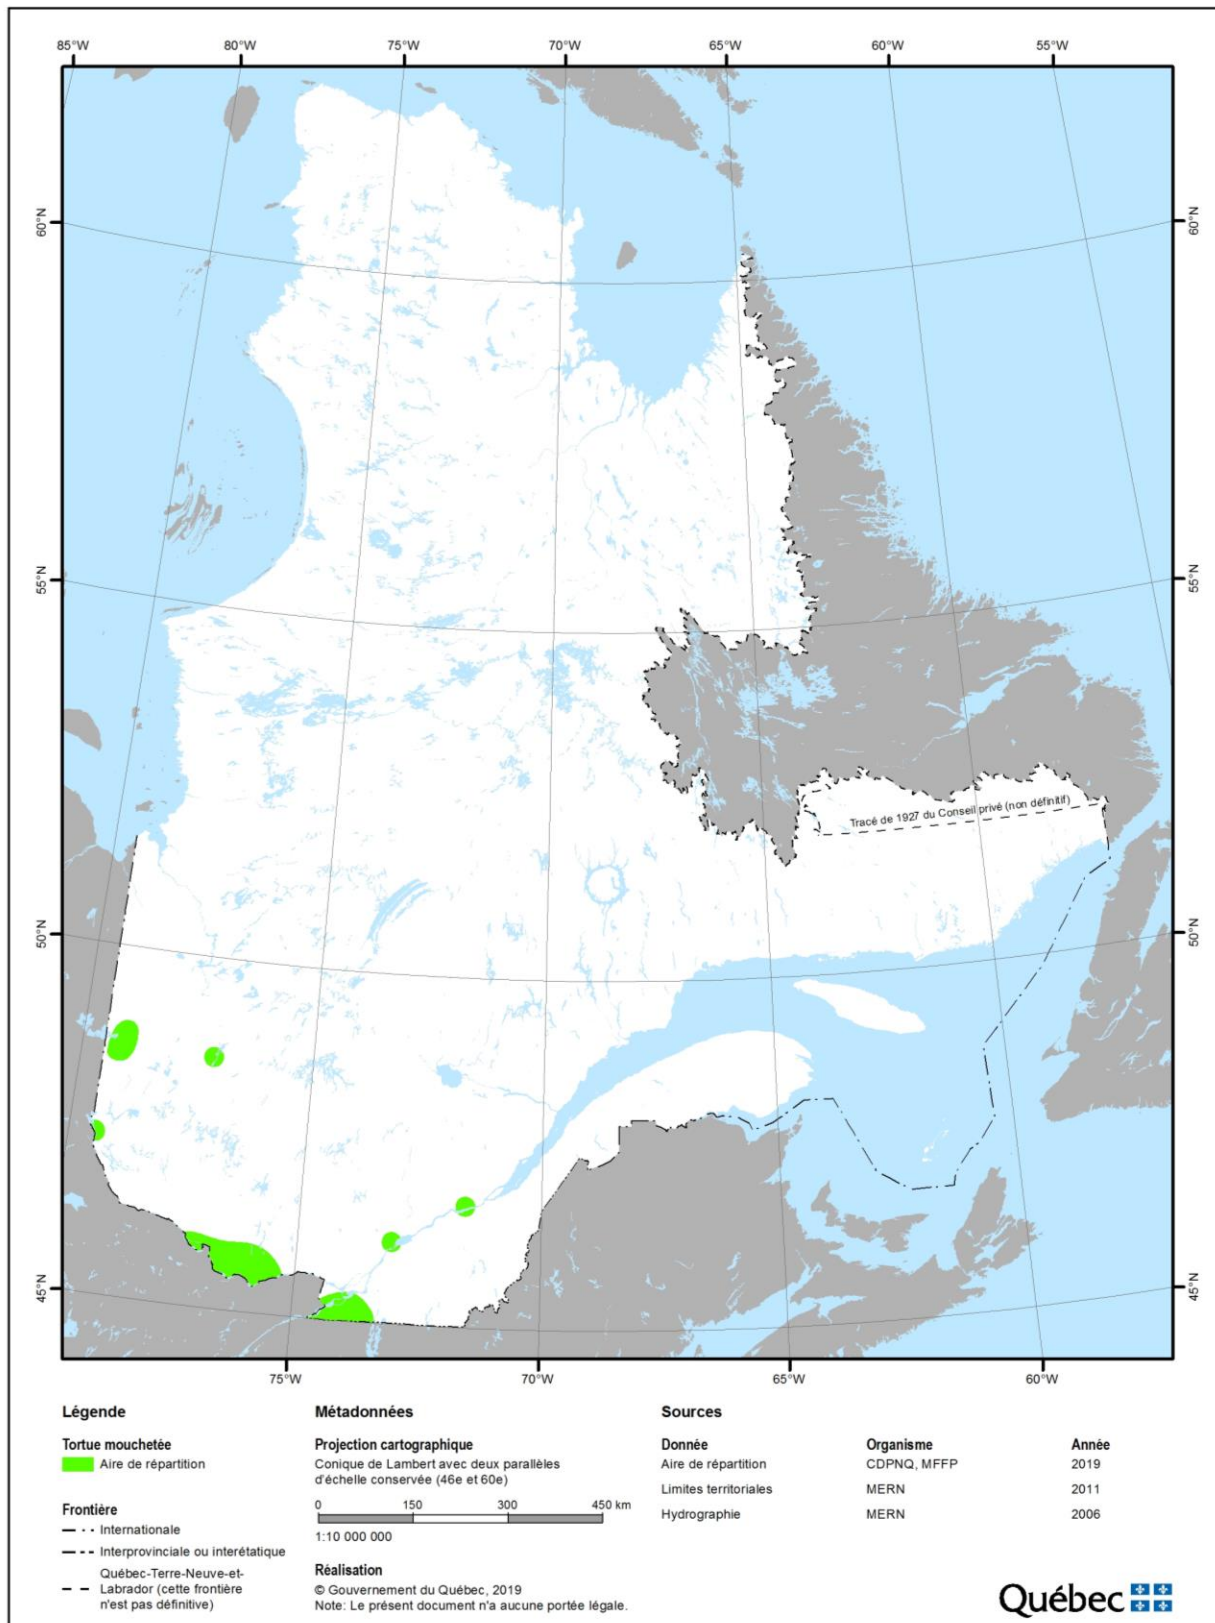 85°W 80°W 75°W 70°W 65°W 60°W 55°W
60°N 60°N
55°N 55°N
Tracé de 1927 du Conseil privé (non définitif)
50°N 50°N
45°N 45°N
75°W 70°W 65°W 60°W
Légende
Tortue mouchetée
Aire de répartition
Frontière
Internationale
Interprovinciale ou interétatique
Québec-Terre-Neuve-et-
Labrador (cette frontière
n'est pas définitive)
Métadonnées
Projection cartographique
Conique de Lambert avec deux parallèles
d'échelle conservée (46e et 60e)
0 150 300 450 km
1:10 000 000
Réalisation
© Gouvernement du Québec, 2019
Note: Le présent document n'a aucune portée légale.
Sources
Donnée Organisme Année
Aire de répartition CDPNQ, MFFP 2019
Limites territoriales MERN 2011
Hydrographie MERN 2006
Québec